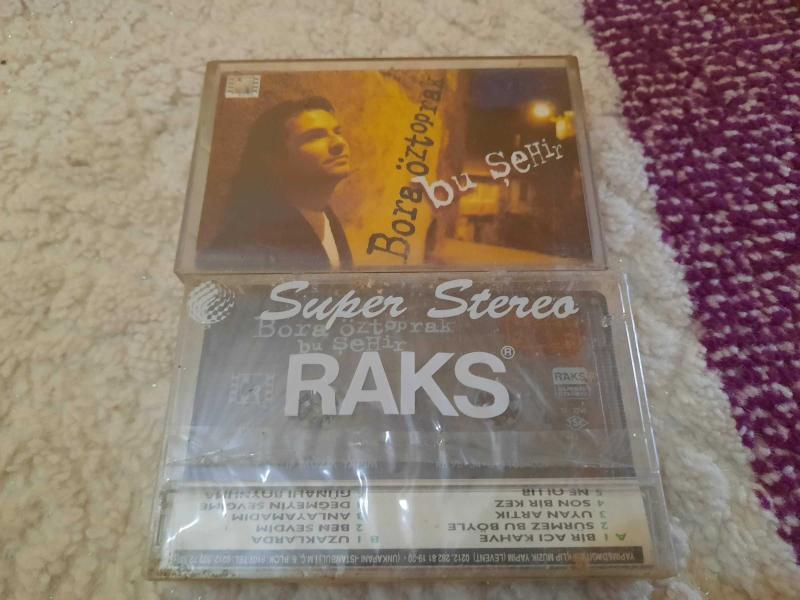 Bora öztoprak
bu şeHir
Super Stereo
Bora öztoprak
bu şeHir
RAKS®
RAKS
A 1 BİR ACI KAHVE
2 SÜRMEZ BU BÖYLE
3 UYAN ARTIK
4 SON BİR KEZ
5 NE OLUR
B 1 UZAKLARDA
2 BEN SEVDİM
3 ANLAYAMADIM
DEĞMEYİN SEVGİME
GÜNAHI BOYNUMA